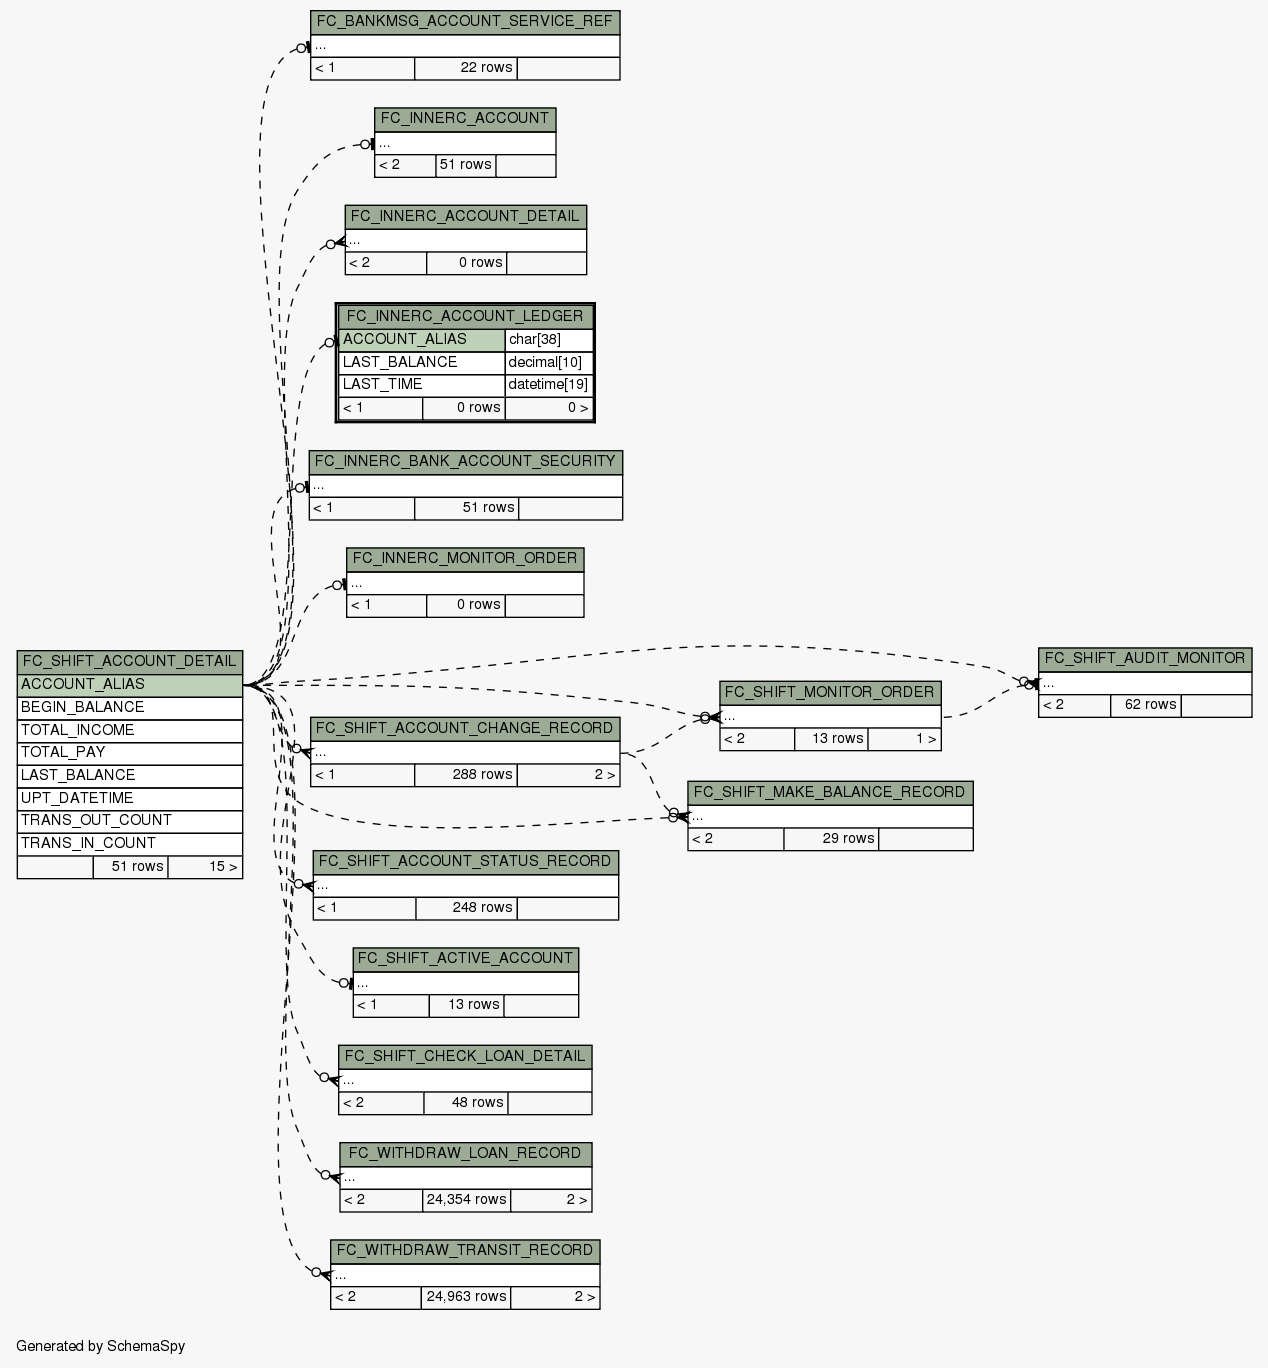 FC_BANKMSG_ACCOUNT_SERVICE_REF
...
< 1 22 rows
FC_INNERC_ACCOUNT
...
< 2 51 rows
FC_INNERC_ACCOUNT_DETAIL
...
< 2 0 rows
FC_INNERC_ACCOUNT_LEDGER
ACCOUNT_ALIAS char[38]
LAST_BALANCE decimal[10]
LAST_TIME datetime[19]
< 1 0 rows 0 >
FC_INNERC_BANK_ACCOUNT_SECURITY
...
< 1 51 rows
FC_INNERC_MONITOR_ORDER
...
< 1 0 rows
FC_SHIFT_ACCOUNT_DETAIL
ACCOUNT_ALIAS
BEGIN_BALANCE
TOTAL_INCOME
TOTAL_PAY
LAST_BALANCE
UPT_DATETIME
TRANS_OUT_COUNT
TRANS_IN_COUNT
51 rows 15 >
FC_SHIFT_ACCOUNT_CHANGE_RECORD
...
< 1 288 rows 2 >
FC_SHIFT_MONITOR_ORDER
...
< 2 13 rows 1 >
FC_SHIFT_AUDIT_MONITOR
...
< 2 62 rows
FC_SHIFT_MAKE_BALANCE_RECORD
...
< 2 29 rows
FC_SHIFT_ACCOUNT_STATUS_RECORD
...
< 1 248 rows
FC_SHIFT_ACTIVE_ACCOUNT
...
< 1 13 rows
FC_SHIFT_CHECK_LOAN_DETAIL
...
< 2 48 rows
FC_WITHDRAW_LOAN_RECORD
...
< 2 24,354 rows 2 >
FC_WITHDRAW_TRANSIT_RECORD
...
< 2 24,963 rows 2 >
Generated by SchemaSpy